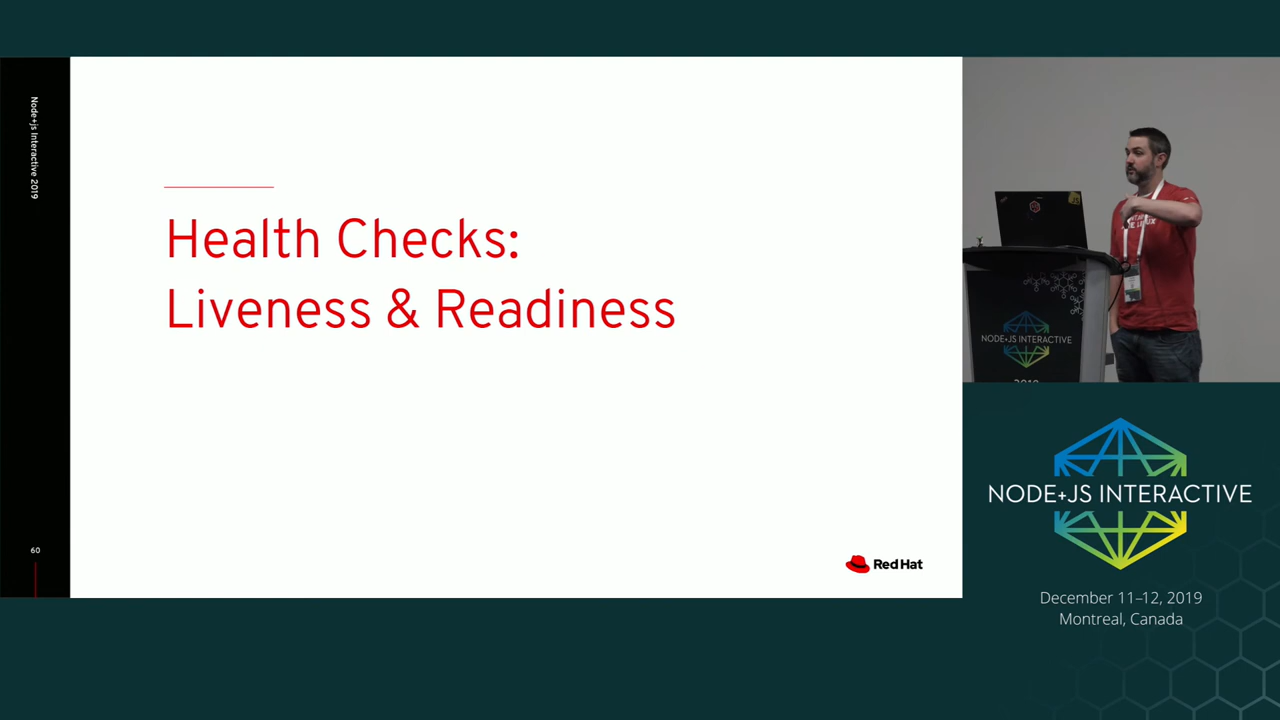 Node+js Interactive 2019
Health Checks:
Liveness & Readiness
60
Red Hat
NODE+JS INTERACTIVE
NODE+JS INTERACTIVE
December 11–12, 2019
Montreal, Canada